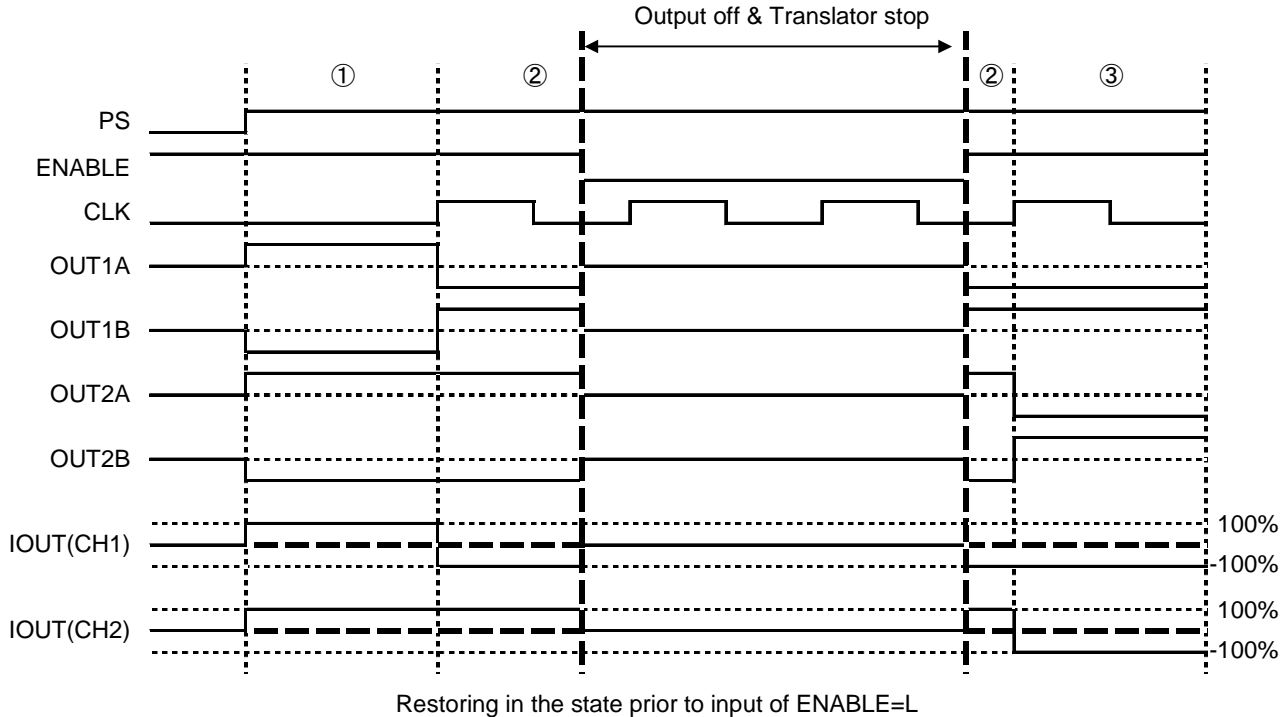 Output off & Translator stop
① ② ② ③
PS
ENABLE
CLK
OUT1A
OUT1B
OUT2A
OUT2B
100%
IOUT(CH1)
-100%
100%
IOUT(CH2)
-100%
Restoring in the state prior to input of ENABLE=L